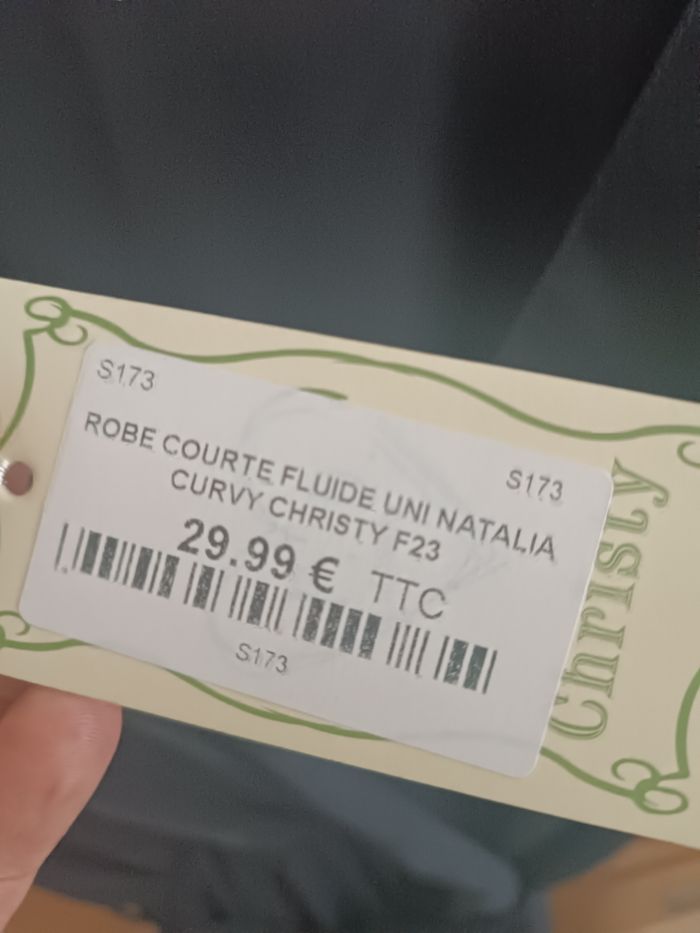 S173
S173
ROBE COURTE FLUIDE UNI NATALIA
CURVY CHRISTY F23
29.99 € TTC
S173
Christy